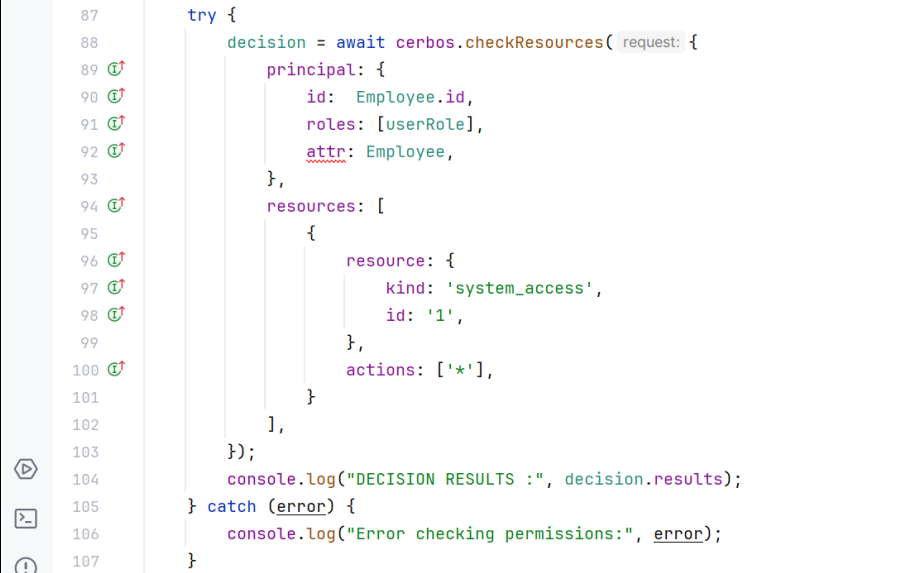 87 try {
88 decision = await cerbos.checkResources( request: {
89 principal: {
90 id:  Employee.id,
91 roles: [userRole],
92 attr: Employee,
93 },
94 resources: [
95 {
96 resource: {
97 kind: 'system_access',
98 id: '1',
99 },
100 actions: ['*'],
101 }
102 ],
103 });
104 console.log("DECISION RESULTS :", decision.results);
105 } catch (error) {
106 console.log("Error checking permissions:", error);
107 }